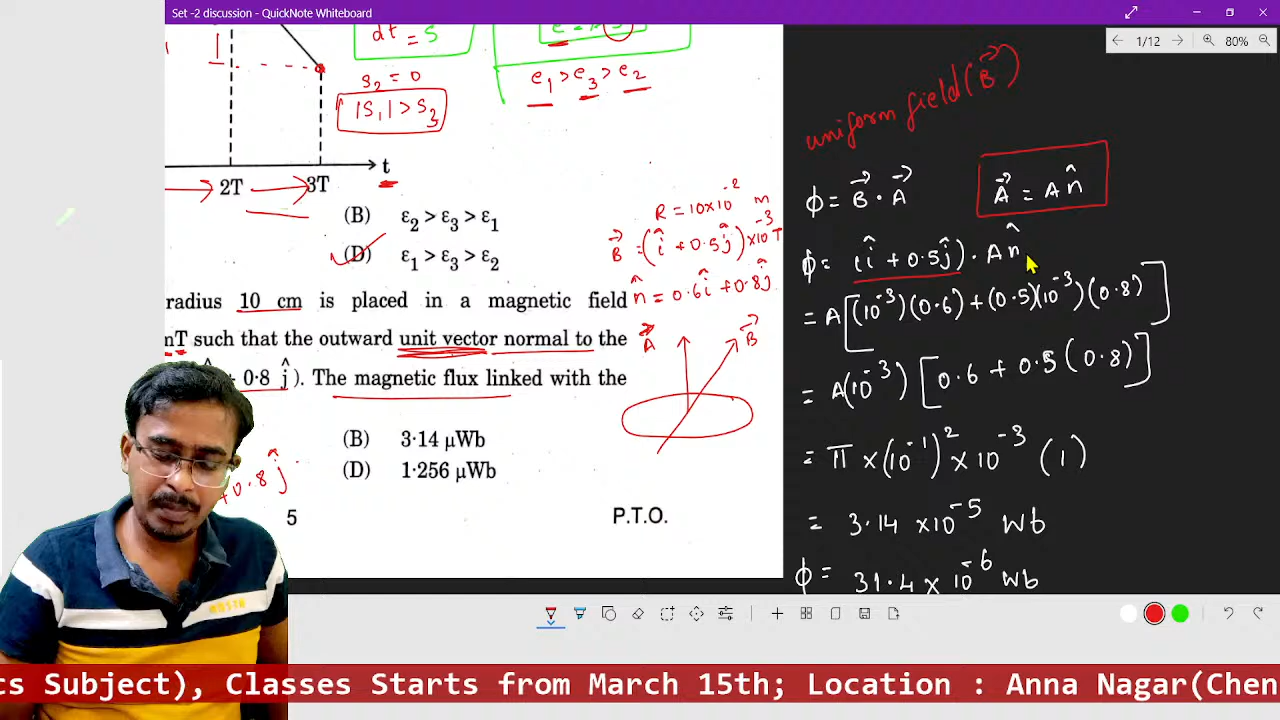 Set -2 discussion - QuickNote Whiteboard
1/12
80%
dt = 5
s₂ = 0
|S₁| > S₃
e₁ > e₃ > e₂
t
2T
3T
(B) ε₂ > ε₃ > ε₁
(D) ε₁ > ε₃ > ε₂
radius 10 cm is placed in a magnetic field
nT such that the outward unit vector normal to the
0·8 ĵ). The magnetic flux linked with the
(B) 3·14 μWb
(D) 1·256 μWb
+0.8 ĵ
5
P.T.O.
R = 10×10⁻² m
B⃗ = (î + 0.5ĵ)×10⁻³ T
n̂ = 0.6î + 0.8ĵ
A⃗
B⃗
uniform field (B⃗)
ϕ = B⃗ · A⃗
A⃗ = A n̂
ϕ = (î + 0.5ĵ) · A n̂
= A[(10⁻³)(0.6) + (0.5)(10⁻³)(0.8)]
= A(10⁻³) [0.6 + 0.5(0.8)]
= π × (10⁻¹)² × 10⁻³ (1)
= 3.14 × 10⁻⁵ Wb
ϕ = 31.4 × 10⁻⁶ Wb
cs Subject), Classes Starts from March 15th; Location : Anna Nagar(Chen